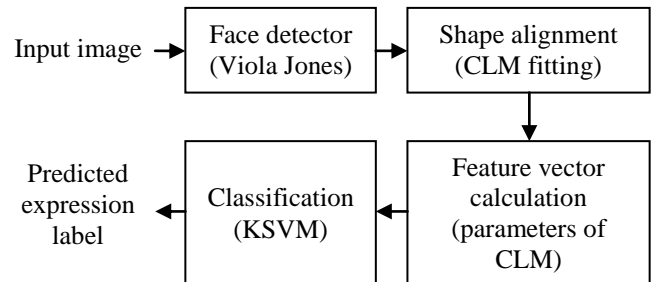 Input image
Face detector
(Viola Jones)
Shape alignment
(CLM fitting)
Feature vector
calculation
(parameters of
CLM)
Classification
(KSVM)
Predicted
expression
label